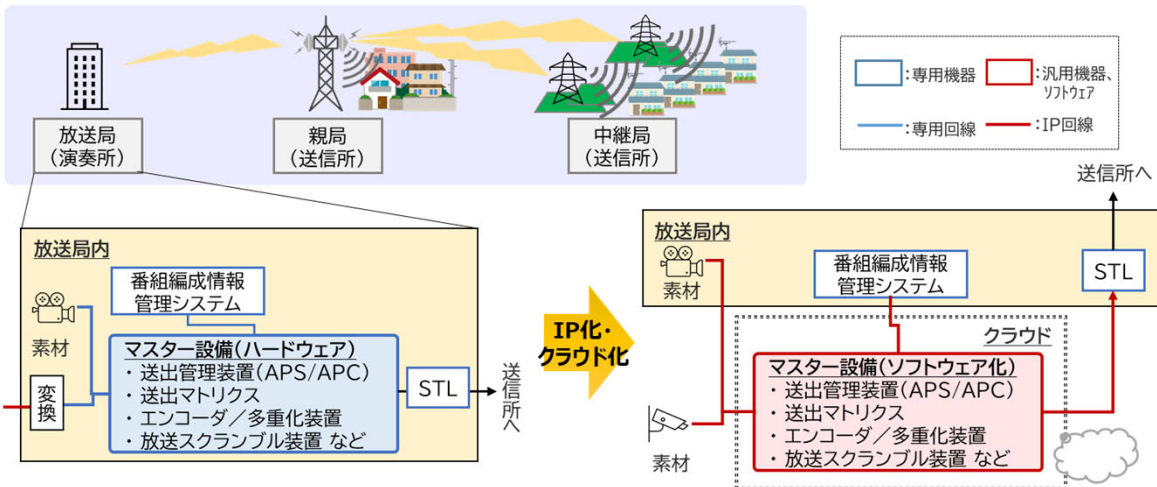 放送局
(演奏所)
親局
(送信所)
中継局
(送信所)
:専用機器
:汎用機器、
ソフトウェア
:専用回線
:IP回線
放送局内
番組編成情報
管理システム
素材
変換
マスター設備(ハードウェア)
・送出管理装置(APS/APC)
・送出マトリクス
・エンコーダ/多重化装置
・放送スクランブル装置 など
STL
送信所へ
IP化・
クラウド化
送信所へ
放送局内
素材
番組編成情報
管理システム
STL
クラウド
マスター設備(ソフトウェア化)
・送出管理装置(APS/APC)
・送出マトリクス
・エンコーダ/多重化装置
・放送スクランブル装置 など
素材